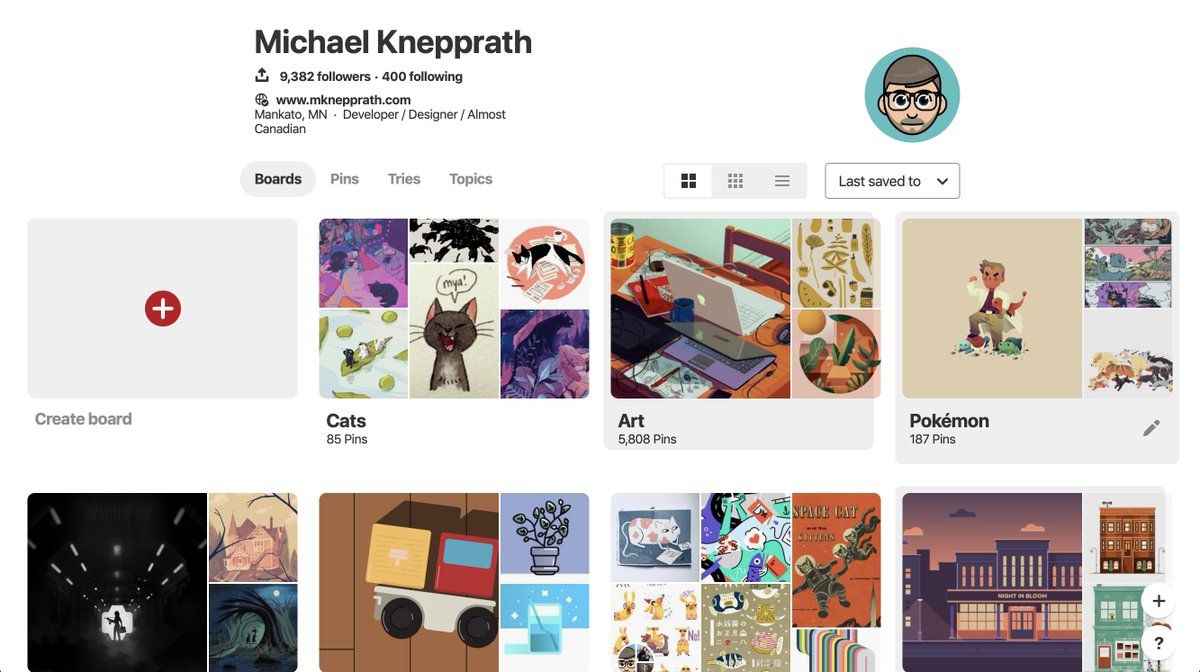 Michael Knepprath
9,382 followers · 400 following
www.mknepprath.com
Mankato, MN · Developer / Designer / Almost
Canadian
Boards
Pins
Tries
Topics
Last saved to
Create board
mya!
Cats
85 Pins
Art
5,808 Pins
Pokémon
187 Pins
SPACE CAT
and the
KITTENS
No!
NIGHT IN BLOOM
?